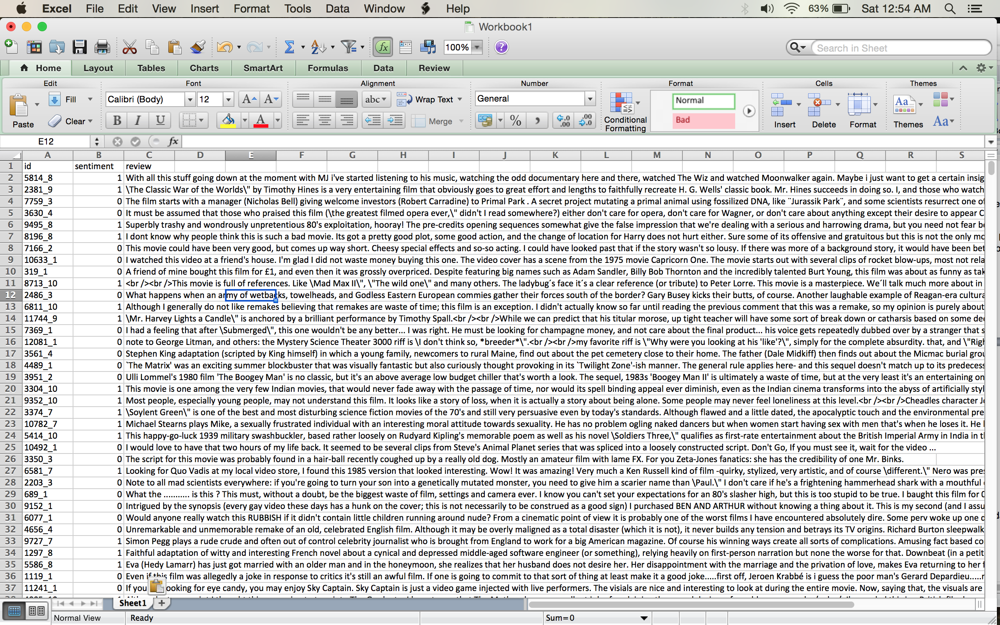 Excel File Edit View Insert Format Tools Data Window Help 63% Sat 12:54 AM
Workbook1
100% Search in Sheet
Home Layout Tables Charts SmartArt Formulas Data Review
Edit Font Alignment Number Format Cells Themes
Fill Calibri (Body) 12 abc Wrap Text General Normal
Paste Clear B I U Merge % Conditional Formatting Bad Insert Delete Format Themes
E12 fx
A B C D E F G H I J K L M N O P Q R S
1 id sentiment review
2 5814_8 1 With all this stuff going down at the moment with MJ i've started listening to his music, watching the odd documentary here and there, watched The Wiz and watched Moonwalker again. Maybe i just want to get a certain insig
3 2381_9 1 \The Classic War of the Worlds\" by Timothy Hines is a very entertaining film that obviously goes to great effort and lengths to faithfully recreate H. G. Wells' classic book. Mr. Hines succeeds in doing so. I, and those who watch
4 7759_3 0 The film starts with a manager (Nicholas Bell) giving welcome investors (Robert Carradine) to Primal Park . A secret project mutating a primal animal using fossilized DNA, like ¨Jurassik Park¨, and some scientists resurrect one of
5 3630_4 0 It must be assumed that those who praised this film (\the greatest filmed opera ever,\" didn't I read somewhere?) either don't care for opera, don't care for Wagner, or don't care about anything except their desire to appear C
6 9495_8 1 Superbly trashy and wondrously unpretentious 80's exploitation, hooray! The pre-credits opening sequences somewhat give the false impression that we're dealing with a serious and harrowing drama, but you need not fear be
7 8196_8 1 I dont know why people think this is such a bad movie. Its got a pretty good plot, some good action, and the change of location for Harry does not hurt either. Sure some of its offensive and gratuitous but this is not the only mo
8 7166_2 0 This movie could have been very good, but comes up way short. Cheesy special effects and so-so acting. I could have looked past that if the story wasn't so lousy. If there was more of a background story, it would have been bet
9 10633_1 0 I watched this video at a friend's house. I'm glad I did not waste money buying this one. The video cover has a scene from the 1975 movie Capricorn One. The movie starts out with several clips of rocket blow-ups, most not rela
10 319_1 0 A friend of mine bought this film for £1, and even then it was grossly overpriced. Despite featuring big names such as Adam Sandler, Billy Bob Thornton and the incredibly talented Burt Young, this film was about as funny as tak
11 8713_10 1 <br /><br />This movie is full of references. Like \Mad Max II\", \"The wild one\" and many others. The ladybug´s face it´s a clear reference (or tribute) to Peter Lorre. This movie is a masterpiece. We´ll talk much more about in
12 2486_3 0 What happens when an army of wetbacks, towelheads, and Godless Eastern European commies gather their forces south of the border? Gary Busey kicks their butts, of course. Another laughable example of Reagan-era cultura
13 6811_10 1 Although I generally do not like remakes believing that remakes are waste of time; this film is an exception. I didn't actually know so far until reading the previous comment that this was a remake, so my opinion is purely about
14 11744_9 1 \Mr. Harvey Lights a Candle\" is anchored by a brilliant performance by Timothy Spall.<br /><br />While we can predict that his titular morose, up tight teacher will have some sort of break down or catharsis based on some de
15 7369_1 0 I had a feeling that after \Submerged\", this one wouldn't be any better... I was right. He must be looking for champagne money, and not care about the final product... his voice gets repeatedly dubbed over by a stranger that s
16 12081_1 0 note to George Litman, and others: the Mystery Science Theater 3000 riff is \I don't think so, *breeder*\".<br /><br />my favorite riff is \"Why were you looking at his 'like'?\", simply for the complete absurdity. that, and \"Righ
17 3561_4 0 Stephen King adaptation (scripted by King himself) in which a young family, newcomers to rural Maine, find out about the pet cemetery close to their home. The father (Dale Midkiff) then finds out about the Micmac burial grou
18 4489_1 0 `The Matrix' was an exciting summer blockbuster that was visually fantastic but also curiously thought provoking in its `Twilight Zone'-ish manner. The general rule applies here- and this sequel doesn't match up to its predecess
19 3951_2 0 Ulli Lommel's 1980 film 'The Boogey Man' is no classic, but it's an above average low budget chiller that's worth a look. The sequel, 1983s 'Boogey Man II' is ultimately a waste of time, but at the very least it's an entertaining on
20 3304_10 1 This movie is one among the very few Indian movies, that would never fade away with the passage of time, nor would its spell binding appeal ever diminish, even as the Indian cinema transforms into the abyss of artificially styl
21 9352_10 1 Most people, especially young people, may not understand this film. It looks like a story of loss, when it is actually a story about being alone. Some people may never feel loneliness at this level.<br /><br />Cheadles character J
22 3374_7 1 \Soylent Green\" is one of the best and most disturbing science fiction movies of the 70's and still very persuasive even by today's standards. Although flawed and a little dated, the apocalyptic touch and the environmental pre
23 10782_7 1 Michael Stearns plays Mike, a sexually frustrated individual with an interesting moral attitude towards sexuality. He has no problem ogling naked dancers but when women start having sex with men that's when he loses it. He
24 5414_10 1 This happy-go-luck 1939 military swashbuckler, based rather loosely on Rudyard Kipling's memorable poem as well as his novel \Soldiers Three,\" qualifies as first-rate entertainment about the British Imperial Army in India in t
25 10492_1 0 I would love to have that two hours of my life back. It seemed to be several clips from Steve's Animal Planet series that was spliced into a loosely constructed script. Don't Go, If you must see it, wait for the video ...
26 3350_3 0 The script for this movie was probably found in a hair-ball recently coughed up by a really old dog. Mostly an amateur film with lame FX. For you Zeta-Jones fanatics: she has the credibility of one Mr. Binks.
27 6581_7 1 Looking for Quo Vadis at my local video store, I found this 1985 version that looked interesting. Wow! It was amazing! Very much a Ken Russell kind of film -quirky, stylized, very artistic, and of course \different.\" Nero was pre
28 2203_3 0 Note to all mad scientists everywhere: if you're going to turn your son into a genetically mutated monster, you need to give him a scarier name than \Paul.\" I don't care if he's a frightening hammerhead shark with a mouthful
29 689_1 0 What the ........... is this ? This must, without a doubt, be the biggest waste of film, settings and camera ever. I know you can't set your expectations for an 80's slasher high, but this is too stupid to be true. I baught this film for 0
30 9152_1 0 Intrigued by the synopsis (every gay video these days has a hunk on the cover; this is not necessarily to be construed as a good sign) I purchased BEN AND ARTHUR without knowing a thing about it. This is my second (and I assu
31 6077_1 0 Would anyone really watch this RUBBISH if it didn't contain little children running around nude? From a cinematic point of view it is probably one of the worst films I have encountered absolutely dire. Some perv woke up one d
32 4656_4 0 Unremarkable and unmemorable remake of an old, celebrated English film. Although it may be overly maligned as a total disaster (which it is not), it never builds any tension and betrays its TV origins. Richard Burton sleepwalk
33 9727_7 1 Simon Pegg plays a rude crude and often out of control celebrity journalist who is brought from England to work for a big American magazine. Of course his winning ways create all sorts of complications. Amusing fact based co
34 1297_8 1 Faithful adaptation of witty and interesting French novel about a cynical and depressed middle-aged software engineer (or something), relying heavily on first-person narration but none the worse for that. Downbeat (in a petit
35 5586_8 1 Eva (Hedy Lamarr) has just got married with an older man and in the honeymoon, she realizes that her husband does not desire her. Her disappointment with the marriage and the privation of love, makes Eva returning to her f
36 1119_1 0 Even if this film was allegedly a joke in response to critics it's still an awful film. If one is going to commit to that sort of thing at least make it a good joke.....first off, Jeroen Krabbé is i guess the poor man's Gerard Depardieu.....
37 11241_1 0 If you ooking for eye candy, you may enjoy Sky Captain. Sky Captain is just a video game injected with live performers. The visials are nice and interesting to look at during the entire movie. Now, saying that, the visuals are
Sheet1
Normal View Ready Sum=0